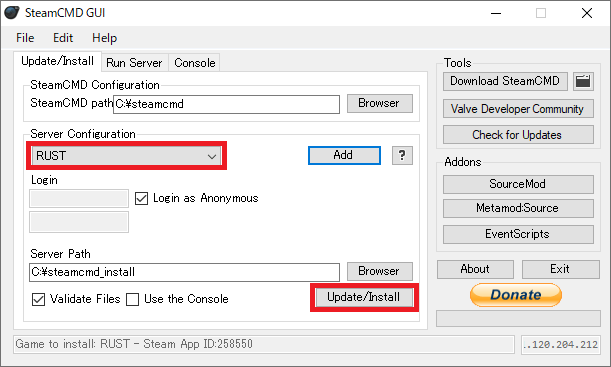 SteamCMD GUI
File Edit Help
Update/Install Run Server Console
SteamCMD Configuration
SteamCMD path C:¥steamcmd Browser
Server Configuration
RUST Add ?
Login
Login as Anonymous
Server Path
C:¥steamcmd_install Browser
Validate Files Use the Console Update/Install
Tools
Download SteamCMD
Valve Developer Community
Check for Updates
Addons
SourceMod
Metamod:Source
EventScripts
About Exit
Donate
Game to install: RUST - Steam App ID:258550
..120.204.212